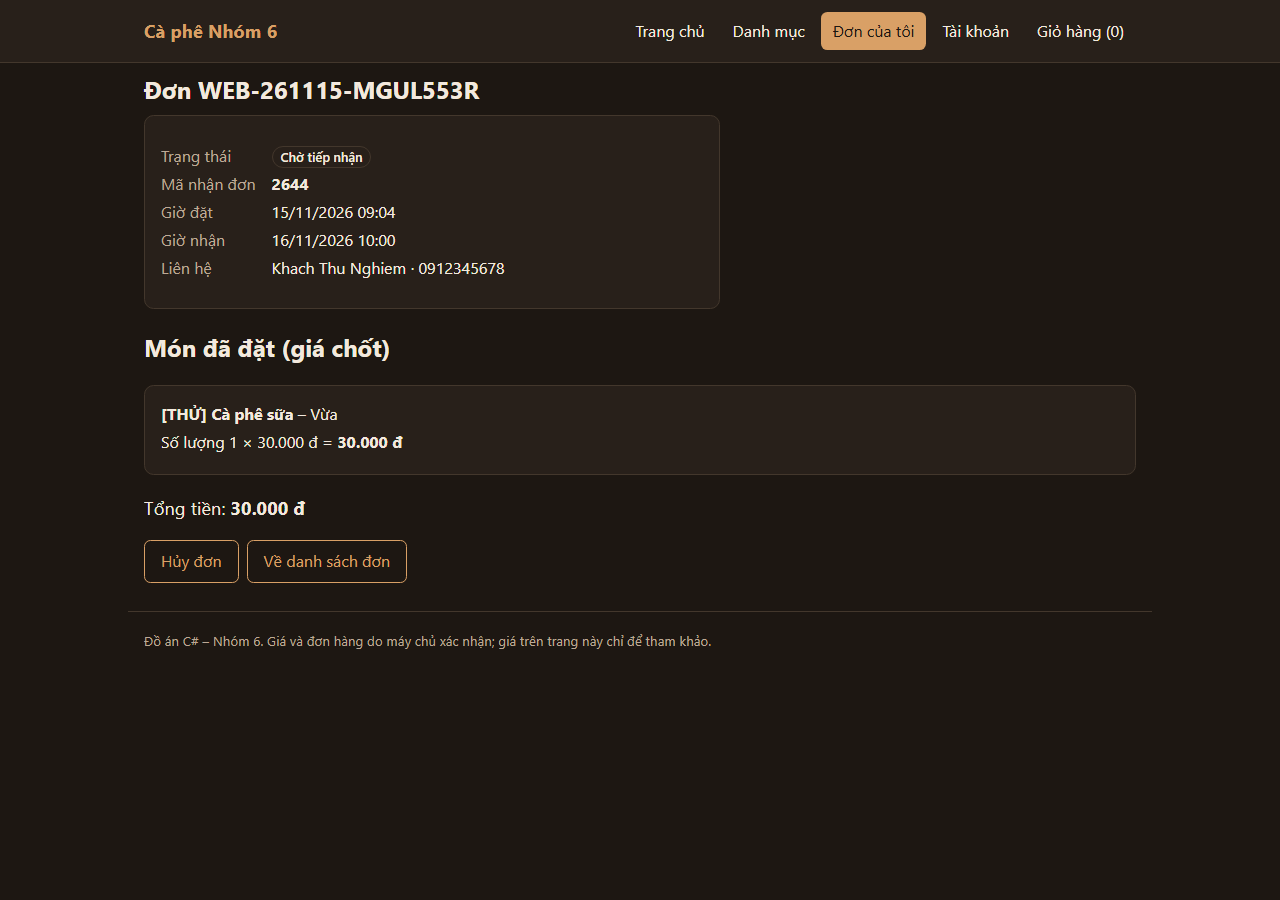 Cà phê Nhóm 6
Trang chủ Danh mục Đơn của tôi Tài khoản Giỏ hàng (0)
Đơn WEB-261115-MGUL553R
Trạng thái Chờ tiếp nhận
Mã nhận đơn 2644
Giờ đặt 15/11/2026 09:04
Giờ nhận 16/11/2026 10:00
Liên hệ Khach Thu Nghiem · 0912345678
Món đã đặt (giá chốt)
[THỬ] Cà phê sữa – Vừa
Số lượng 1 × 30.000 đ = 30.000 đ
Tổng tiền: 30.000 đ
Hủy đơn Về danh sách đơn
Đồ án C# – Nhóm 6. Giá và đơn hàng do máy chủ xác nhận; giá trên trang này chỉ để tham khảo.